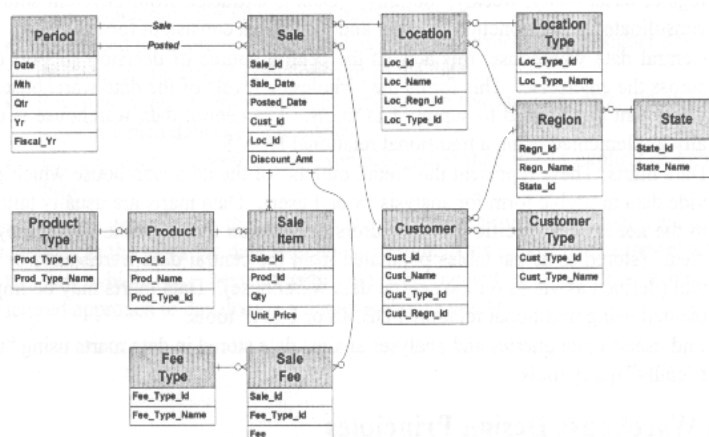 Sale
Posted
Period
Date
Mth
Qtr
Yr
Fiscal_Yr
Sale
Sale_Id
Sale_Date
Posted_Date
Cust_Id
Loc_Id
Discount_Amt
Location
Loc_Id
Loc_Name
Loc_Regn_Id
Loc_Type_Id
Location
Type
Loc_Type_Id
Loc_Type_Name
Region
Regn_Id
Regn_Name
State_Id
State
State_Id
State_Name
Product
Type
Prod_Type_Id
Prod_Type_Name
Product
Prod_Id
Prod_Name
Prod_Type_Id
Sale
Item
Sale_Id
Prod_Id
Qty
Unit_Price
Customer
Cust_Id
Cust_Name
Cust_Type_Id
Cust_Regn_Id
Customer
Type
Cust_Type_Id
Cust_Type_Name
Fee
Type
Fee_Type_Id
Fee_Type_Name
Sale
Fee
Sale_Id
Fee_Type_Id
Fee